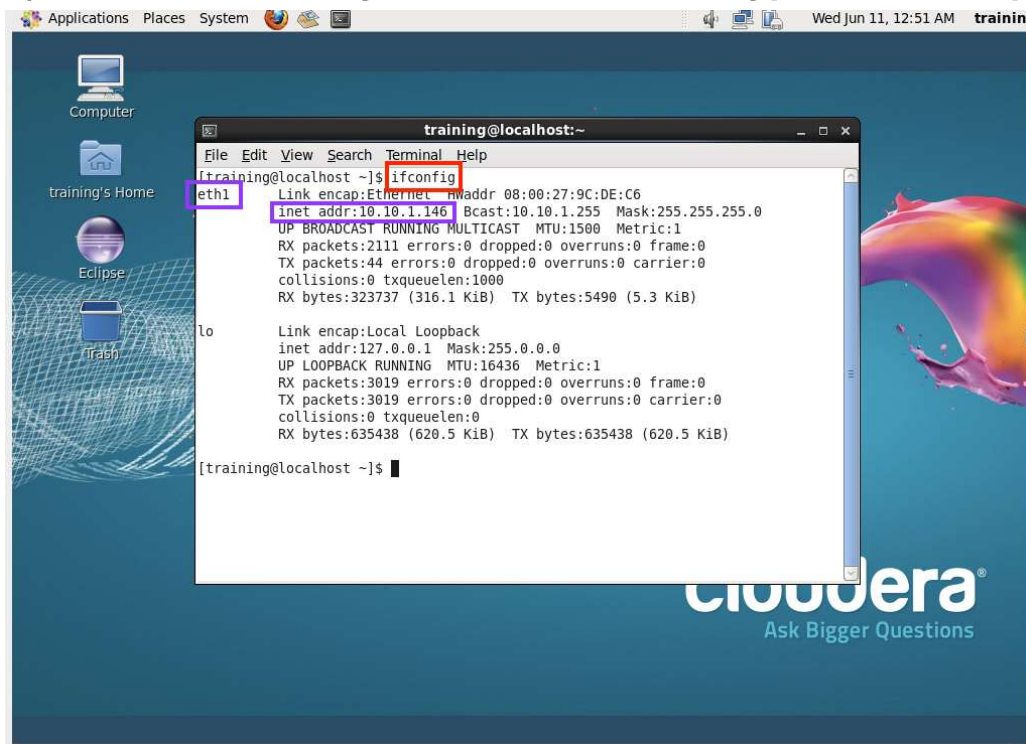 Applications Places System Wed Jun 11, 12:51 AM trainin
Computer
training's Home
Eclipse
Trash
training@localhost:~
File Edit View Search Terminal Help
[training@localhost ~]$ ifconfig
eth1 Link encap:Ethernet HWaddr 08:00:27:9C:DE:C6
inet addr:10.10.1.146 Bcast:10.10.1.255 Mask:255.255.255.0
UP BROADCAST RUNNING MULTICAST MTU:1500 Metric:1
RX packets:2111 errors:0 dropped:0 overruns:0 frame:0
TX packets:44 errors:0 dropped:0 overruns:0 carrier:0
collisions:0 txqueuelen:1000
RX bytes:323737 (316.1 KiB) TX bytes:5490 (5.3 KiB)
lo Link encap:Local Loopback
inet addr:127.0.0.1 Mask:255.0.0.0
UP LOOPBACK RUNNING MTU:16436 Metric:1
RX packets:3019 errors:0 dropped:0 overruns:0 frame:0
TX packets:3019 errors:0 dropped:0 overruns:0 carrier:0
collisions:0 txqueuelen:0
RX bytes:635438 (620.5 KiB) TX bytes:635438 (620.5 KiB)
[training@localhost ~]$
cloudera®
Ask Bigger Questions